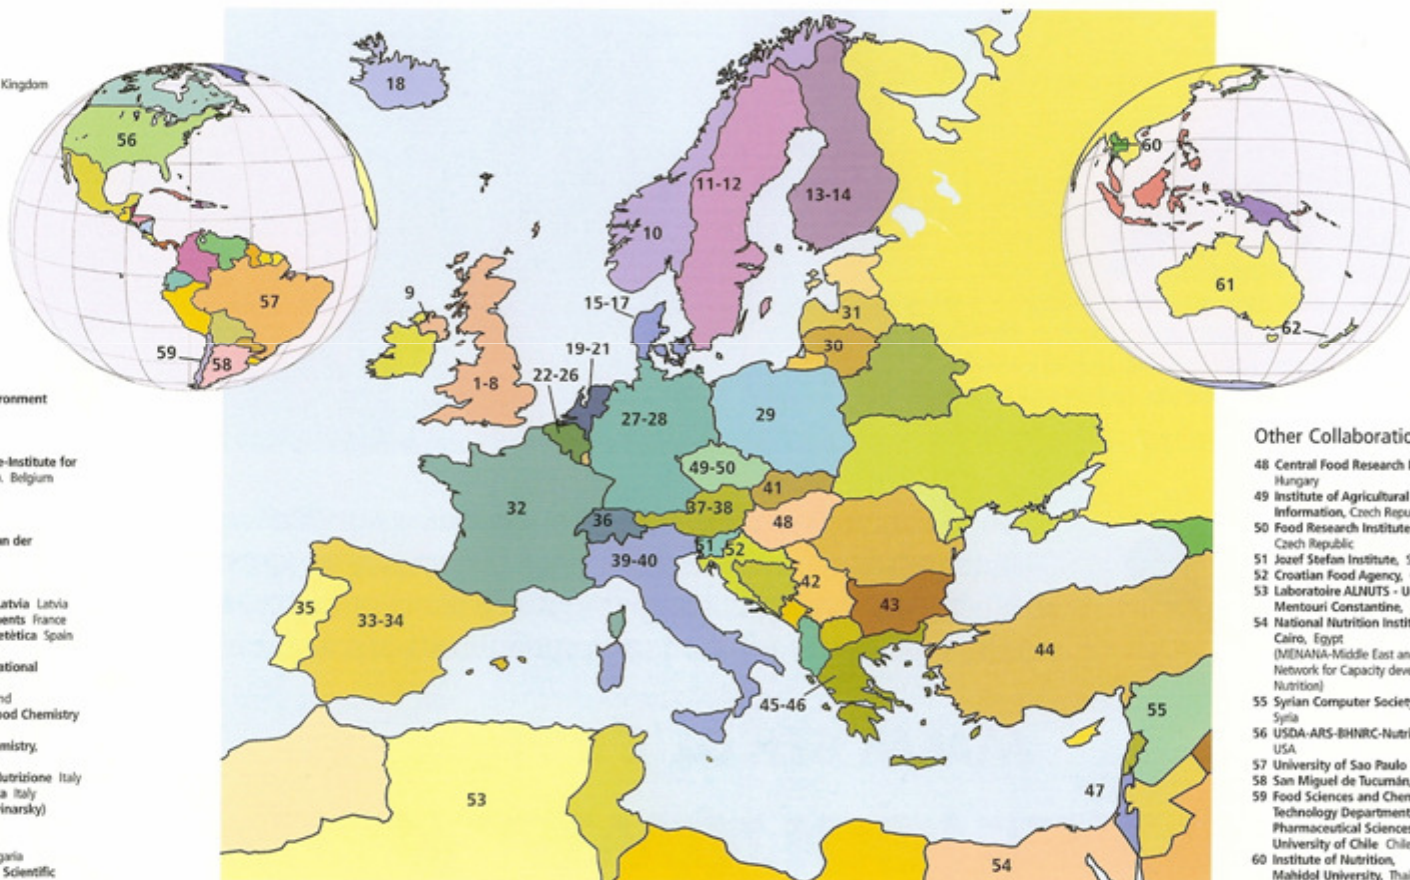 Kingdom
ronment
e-Institute for
. Belgium
an der
Latvia Latvia
ents France
etètica Spain
ational
nd
ood Chemistry
mistry,
Nutrizione Italy
a Italy
inarsky)
garia
Scientific
56
57
58
59
18
9
10
11-12
13-14
15-17
19-21
22-26
1-8
27-28
29
30
31
32
33-34
35
36
37-38
39-40
41
42
43
44
45-46
47
48
49-50
51
52
53
54
55
60
61
62
Other Collaboratio
48 Central Food Research
Hungary
49 Institute of Agricultural
Information, Czech Repu
50 Food Research Institute
Czech Republic
51 Jozef Stefan Institute, S
52 Croatian Food Agency,
53 Laboratoire ALNUTS - U
Mentouri Constantine,
54 National Nutrition Instit
Cairo, Egypt
(MENANA-Middle East an
Network for Capacity deve
Nutrition)
55 Syrian Computer Society
Syria
56 USDA-ARS-BHNRC-Nutri
USA
57 University of Sao Paulo
58 San Miguel de Tucumán,
59 Food Sciences and Chem
Technology Department
Pharmaceutical Sciences
University of Chile Chile
60 Institute of Nutrition,
Mahidol University, Thai